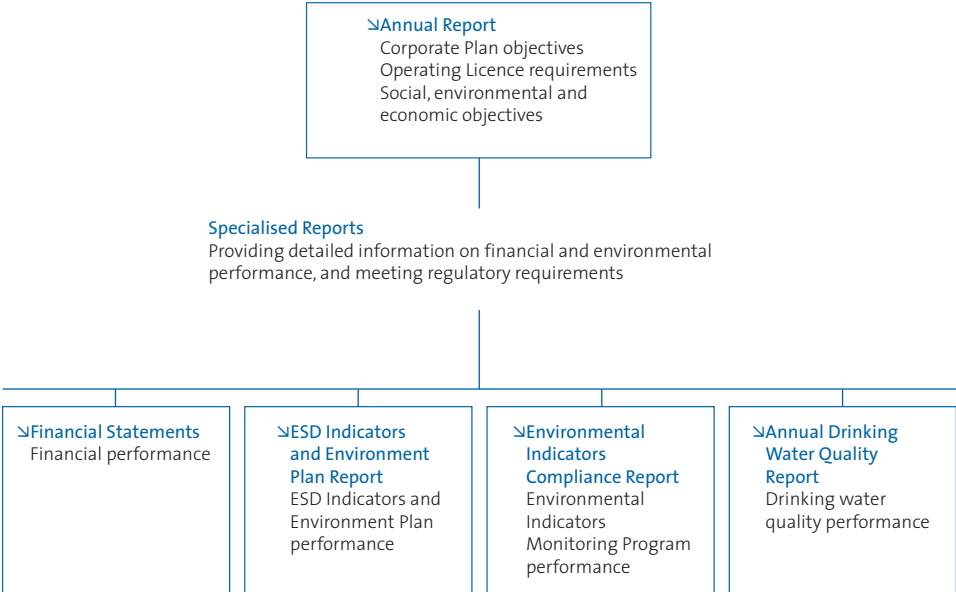 ↘Annual Report
Corporate Plan objectives
Operating Licence requirements
Social, environmental and
economic objectives
Specialised Reports
Providing detailed information on financial and environmental
performance, and meeting regulatory requirements
↘Financial Statements
Financial performance
↘ESD Indicators
and Environment
Plan Report
ESD Indicators and
Environment Plan
performance
↘Environmental
Indicators
Compliance Report
Environmental
Indicators
Monitoring Program
performance
↘Annual Drinking
Water Quality
Report
Drinking water
quality performance